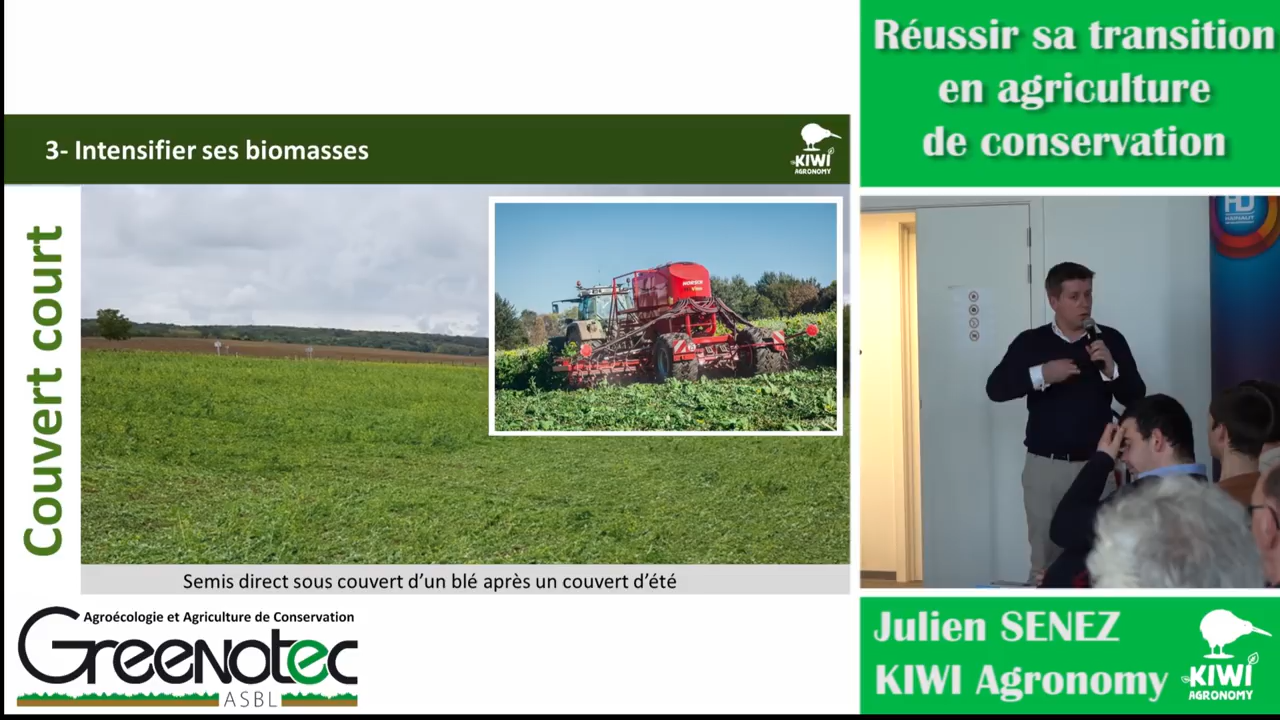 Réussir sa transition
en agriculture
de conservation
3- Intensifier ses biomasses
KIWI
AGRONOMY
Couvert court
HORSCH
HAINAUT
Semis direct sous couvert d'un blé après un couvert d'été
Agroécologie et Agriculture de Conservation
Greenotec
ASBL
Julien SENEZ
KIWI Agronomy
KIWI
AGRONOMY